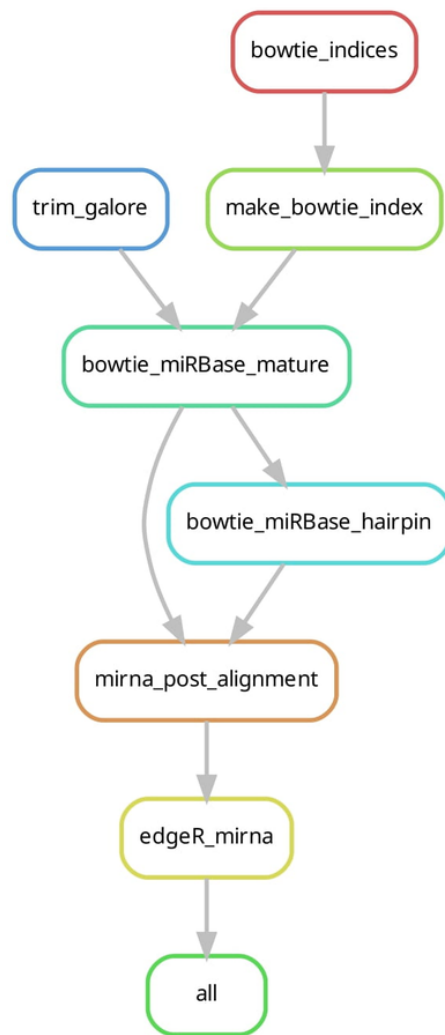 bowtie_indices
trim_galore
make_bowtie_index
bowtie_miRBase_mature
bowtie_miRBase_hairpin
mirna_post_alignment
edgeR_mirna
all